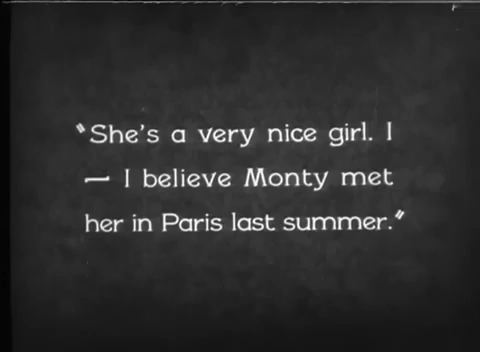 "She's a very nice girl. I
— I believe Monty met
her in Paris last summer."